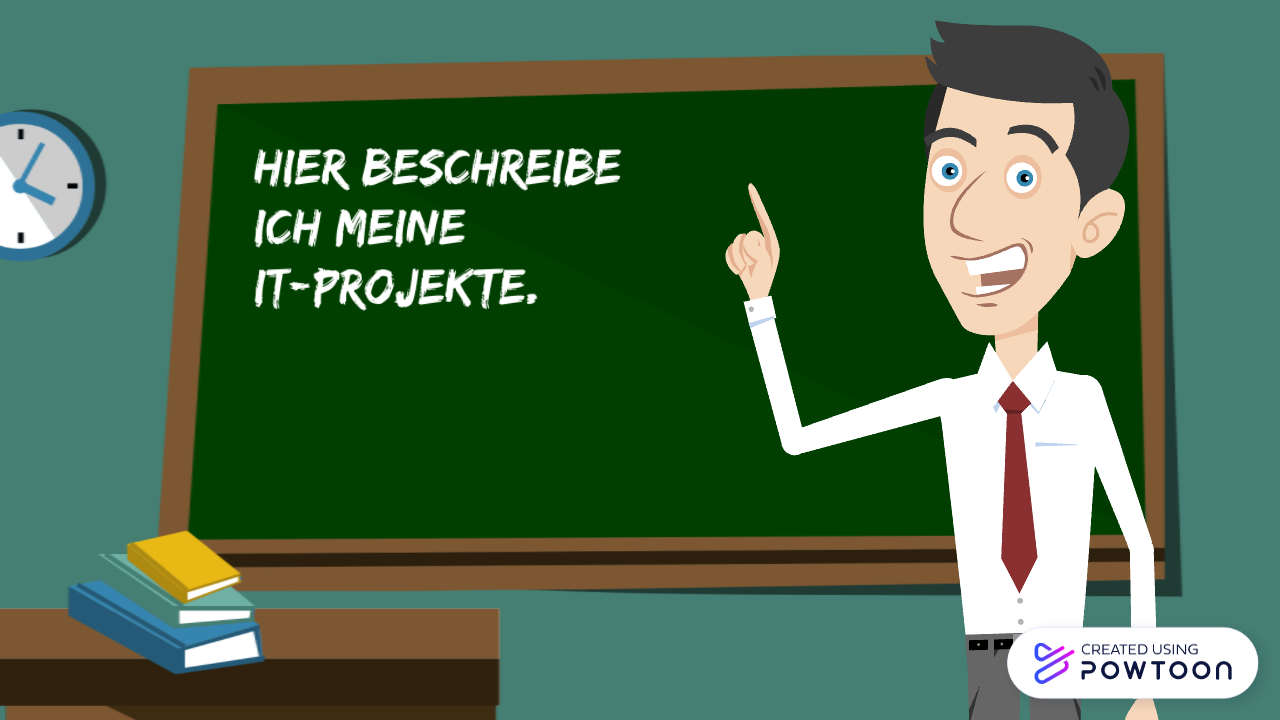 HIER BESCHREIBE
ICH MEINE
IT-PROJEKTE.
CREATED USING
POWTOON